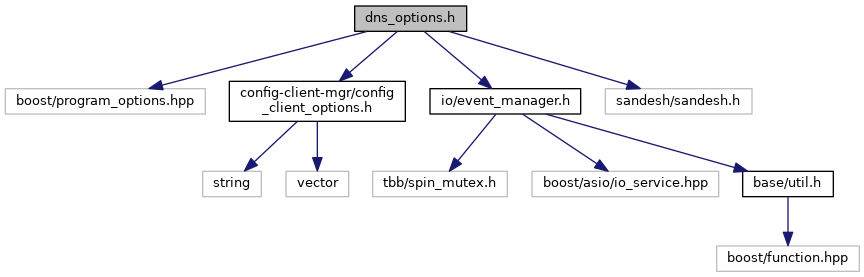 dns_options.h
boost/program_options.hpp
config-client-mgr/config
_client_options.h
io/event_manager.h
sandesh/sandesh.h
string
vector
tbb/spin_mutex.h
boost/asio/io_service.hpp
base/util.h
boost/function.hpp